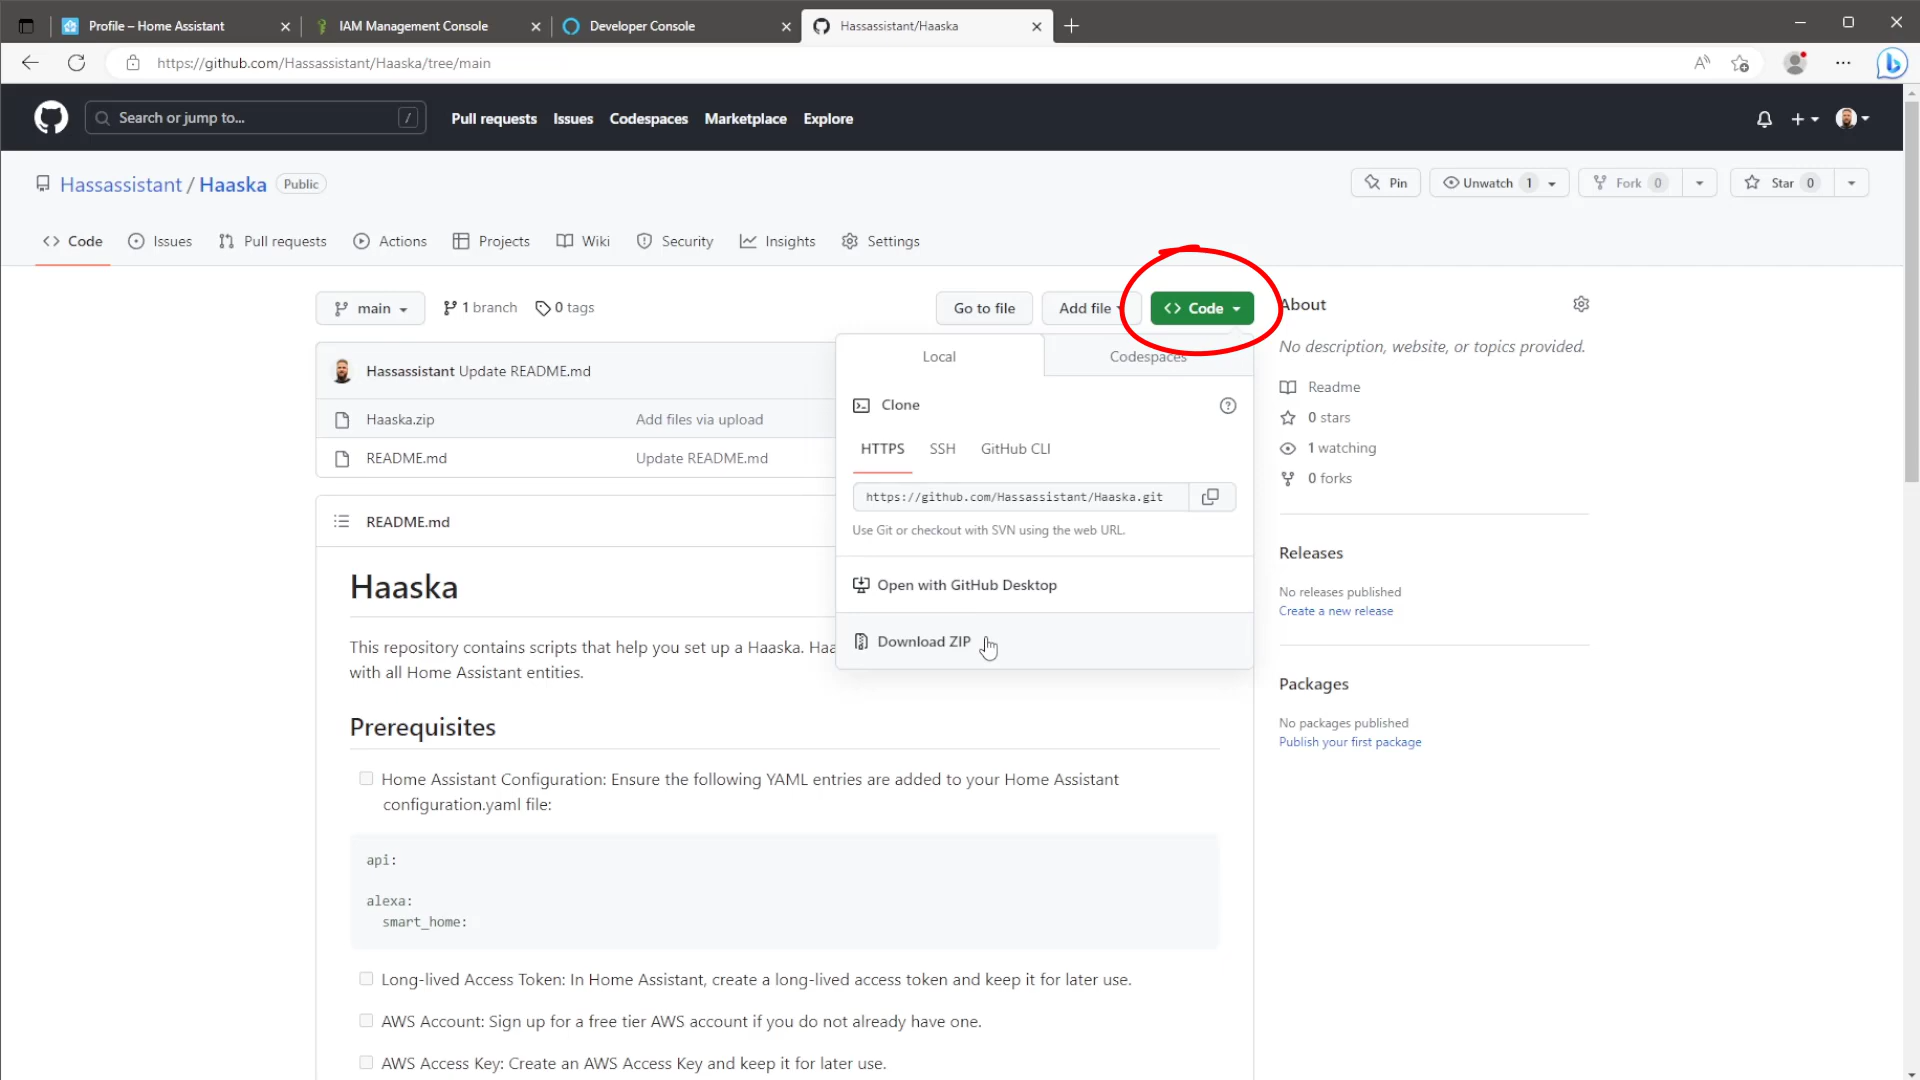 Profile – Home Assistant
IAM Management Console
Developer Console
Hassassistant/Haaska
https://github.com/Hassassistant/Haaska/tree/main
Search or jump to... /
Pull requests Issues Codespaces Marketplace Explore
Hassassistant / Haaska Public
Pin Unwatch 1 Fork 0 Star 0
Code Issues Pull requests Actions Projects Wiki Security Insights Settings
main 1 branch 0 tags Go to file Add file Code
About
No description, website, or topics provided.
Readme
0 stars
1 watching
0 forks
Releases
No releases published
Create a new release
Packages
No packages published
Publish your first package
Local Codespaces
Clone
HTTPS SSH GitHub CLI
https://github.com/Hassassistant/Haaska.git
Use Git or checkout with SVN using the web URL.
Open with GitHub Desktop
Download ZIP
Hassassistant Update README.md
Haaska.zip Add files via upload
README.md Update README.md
README.md
Haaska
This repository contains scripts that help you set up a Haaska. Haa
with all Home Assistant entities.
Prerequisites
Home Assistant Configuration: Ensure the following YAML entries are added to your Home Assistant
configuration.yaml file:
api:
alexa:
smart_home:
Long-lived Access Token: In Home Assistant, create a long-lived access token and keep it for later use.
AWS Account: Sign up for a free tier AWS account if you do not already have one.
AWS Access Key: Create an AWS Access Key and keep it for later use.